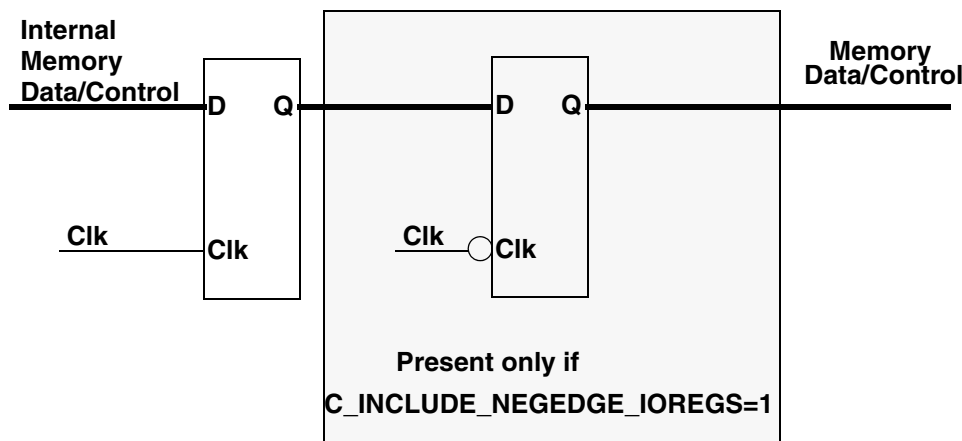 Internal
Memory
Data/Control
Memory
Data/Control
D Q
D Q
Clk
Clk
Clk
Clk
Present only if
C_INCLUDE_NEGEDGE_IOREGS=1